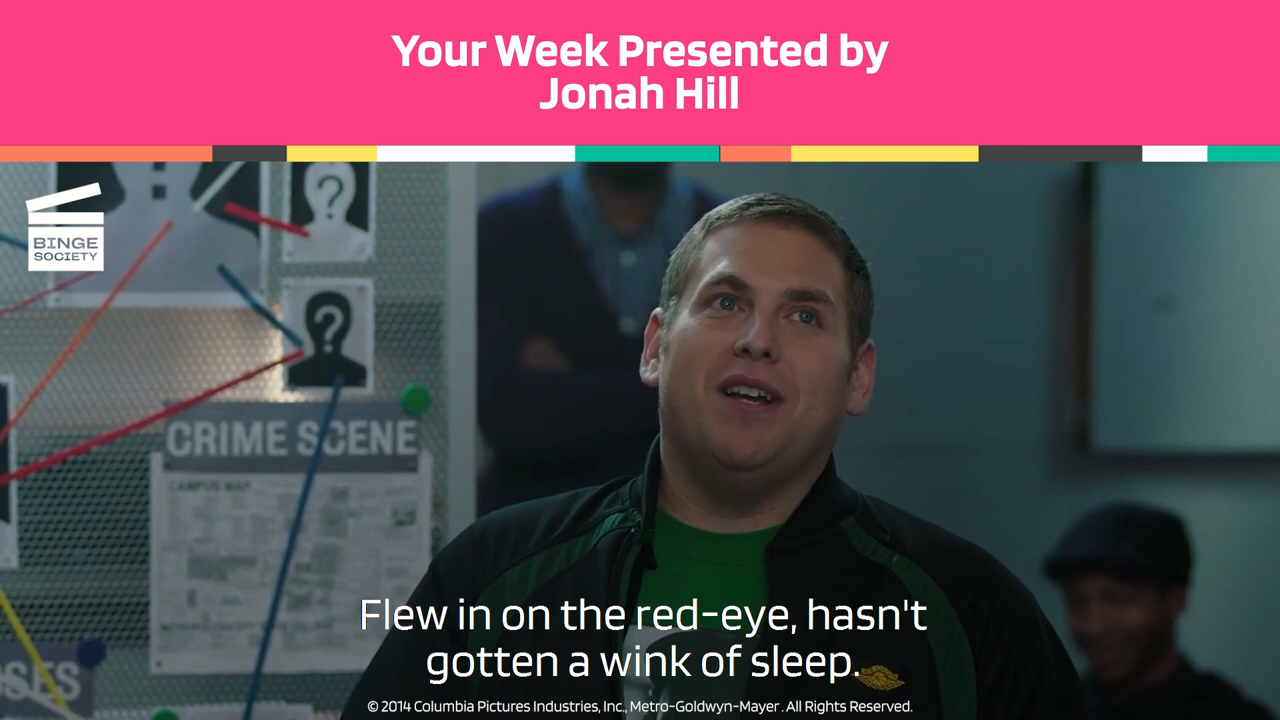 Your Week Presented by
Jonah Hill
BINGE
SOCIETY
?
?
CRIME SCENE
CAMPUS MAP
Flew in on the red-eye, hasn't
gotten a wink of sleep.
© 2014 Columbia Pictures Industries, Inc., Metro-Goldwyn-Mayer . All Rights Reserved.